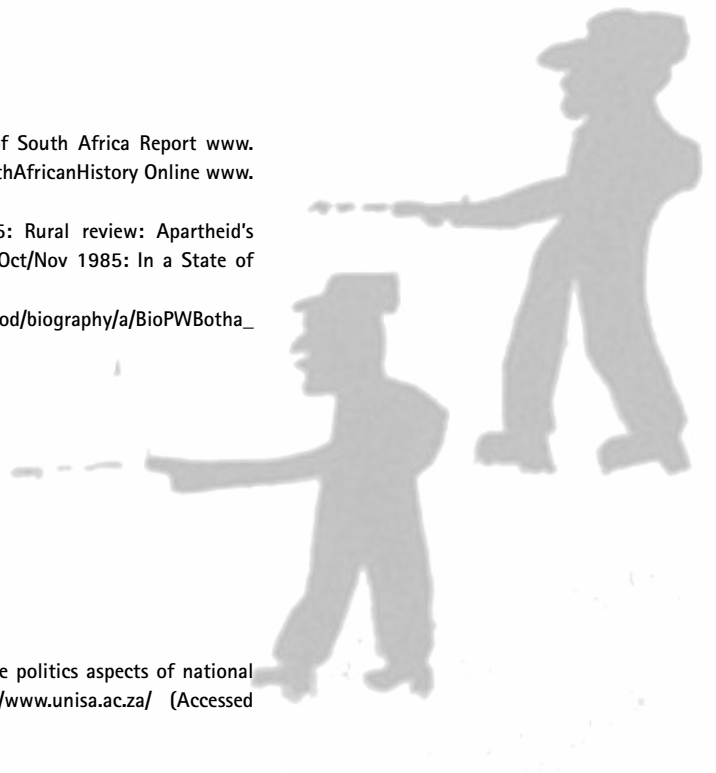 f South Africa Report www.
thAfricanHistory Online www.
5: Rural review: Apartheid's
Oct/Nov 1985: In a State of
od/biography/a/BioPWBotha_
e politics aspects of national
/www.unisa.ac.za/ (Accessed